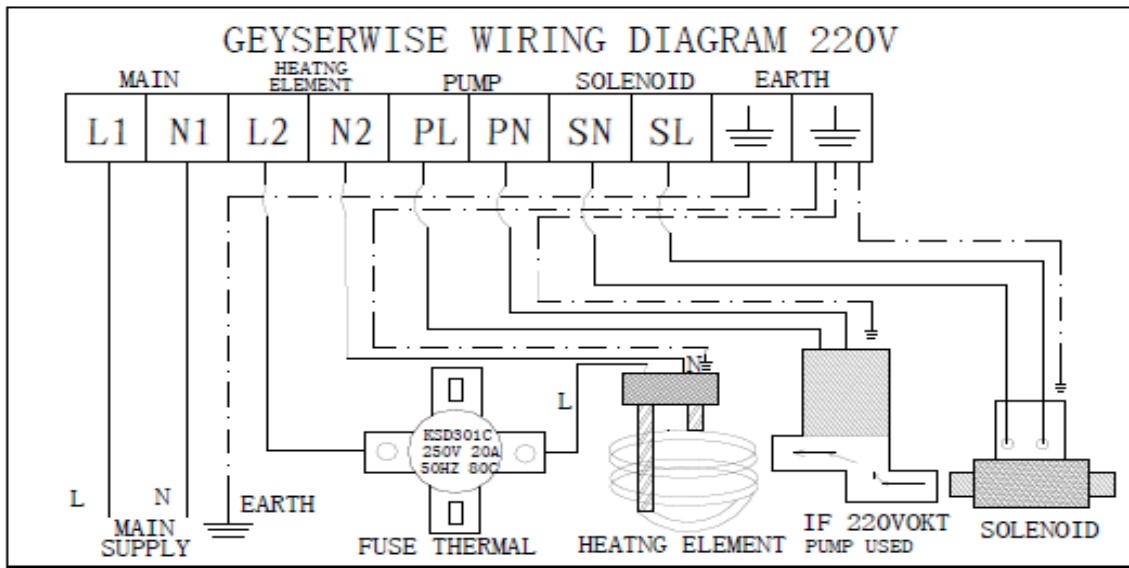 GEYSERWISE WIRING DIAGRAM 220V
MAIN
HEATNG
ELEMENT
PUMP
SOLENOID
EARTH
L1 N1 L2 N2 PL PN SN SL
N
L
KSD301C
250V 20A
50HZ 80C
L
N
EARTH
MAIN
SUPPLY
FUSE THERMAL
HEATNG ELEMENT
IF 220VOKT
PUMP USED
SOLENOID